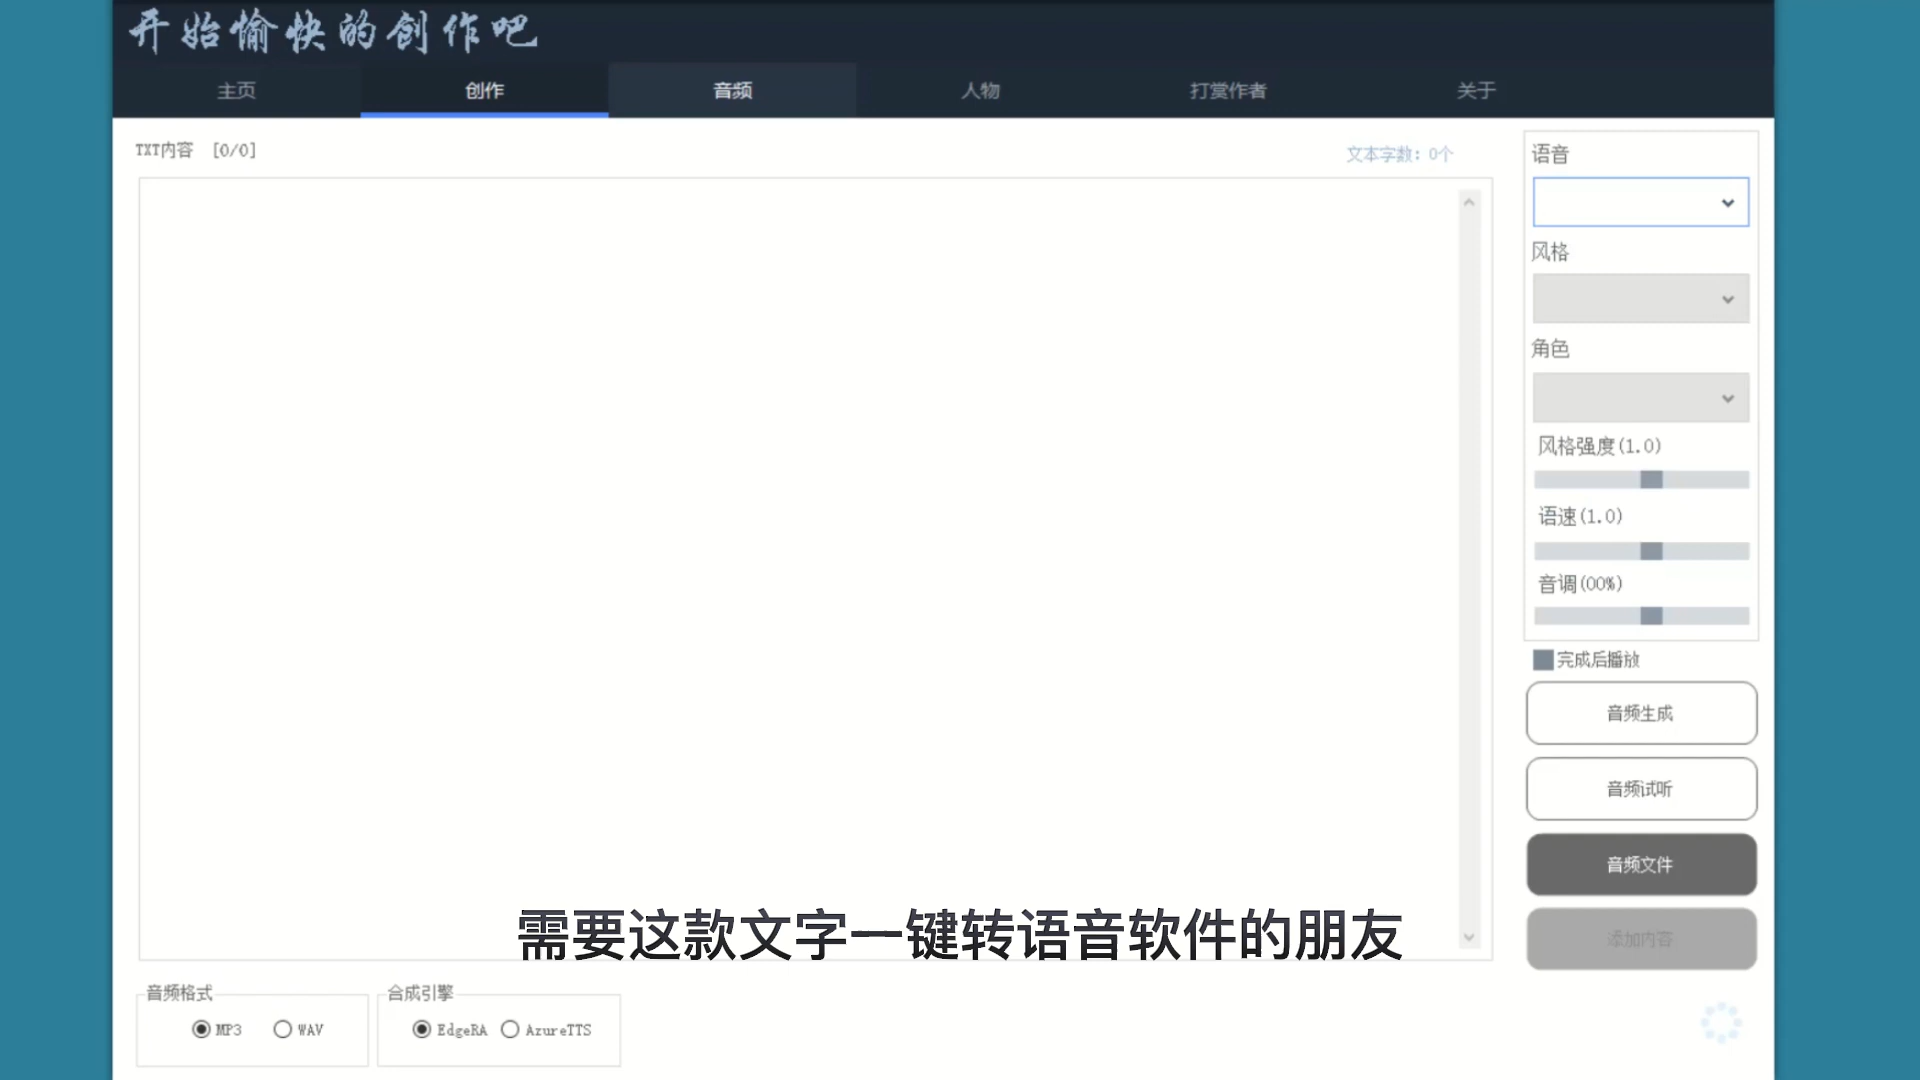 开始愉快的创作吧
主页 创作 音频 人物 打赏作者 关于
TXT内容 [0/0]
文本字数：0个
语音
风格
角色
风格强度(1.0)
语速(1.0)
音调(00%)
完成后播放
音频生成
音频试听
音频文件
添加内容
需要这款文字一键转语音软件的朋友
音频格式
MP3 WAV
合成引擎
EdgeRA AzureTTS